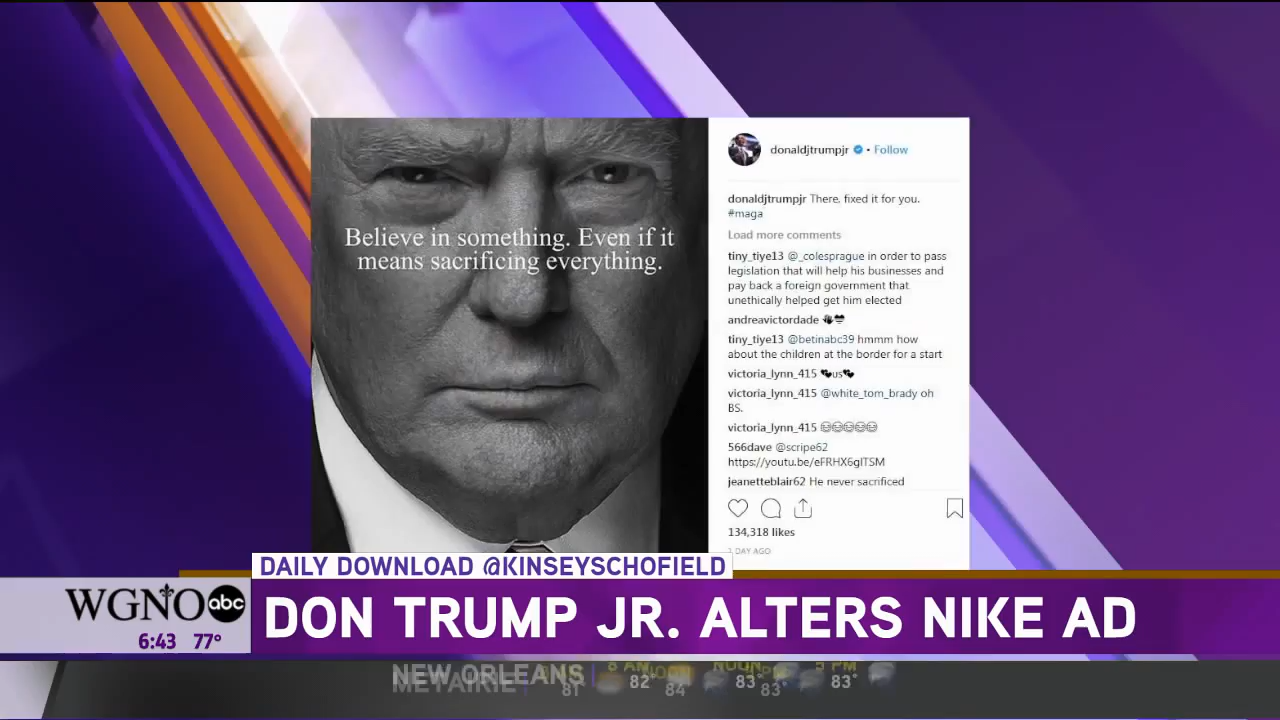 Believe in something. Even if it
means sacrificing everything.
donaldjtrumpjr • Follow
donaldjtrumpjr There, fixed it for you.
#maga
Load more comments
tiny_tiye13 @_colesprague in order to pass
legislation that will help his businesses and
pay back a foreign government that
unethically helped get him elected
andreavictordade
tiny_tiye13 @betinabc39 hmmm how
about the children at the border for a start
victoria_lynn_415 us
victoria_lynn_415 @white_tom_brady oh
BS.
victoria_lynn_415
566dave @scripe62
https://youtu.be/eFRHX6glTSM
jeanetteblair62 He never sacrificed
134,318 likes
DAY AGO
DAILY DOWNLOAD @KINSEYSCHOFIELD
WGNO abc
6:43 77°
DON TRUMP JR. ALTERS NIKE AD
NEW ORLEANS
METAIRIE
8 AM NOON 5 PM
81 82° 84 83° 83° 83°